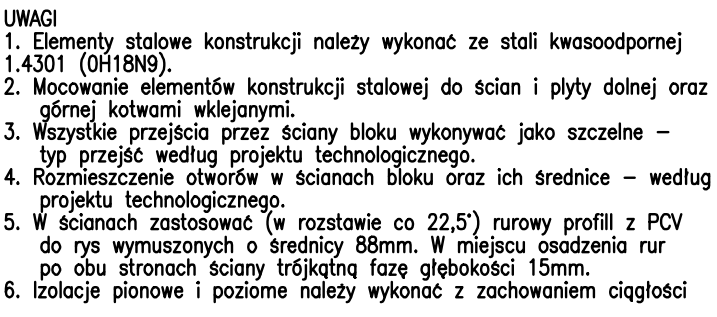 UWAGI
1. Elementy stalowe konstrukcji należy wykonać ze stali kwasoodpornej
1.4301 (0H18N9).
2. Mocowanie elementów konstrukcji stalowej do ścian i plyty dolnej oraz
górnej kotwami wklejanymi.
3. Wszystkie przejścia przez ściany bloku wykonywać jako szczelne –
typ przejść według projektu technologicznego.
4. Rozmieszczenie otworów w ścianach bloku oraz ich średnice – według
projektu technologicznego.
5. W ścianach zastosować (w rozstawie co 22,5°) rurowy profill z PCV
do rys wymuszonych o średnicy 88mm. W miejscu osadzenia rur
po obu stronach ściany trójkątną fazę głębokości 15mm.
6. Izolacje pionowe i poziome należy wykonać z zachowaniem ciągłości